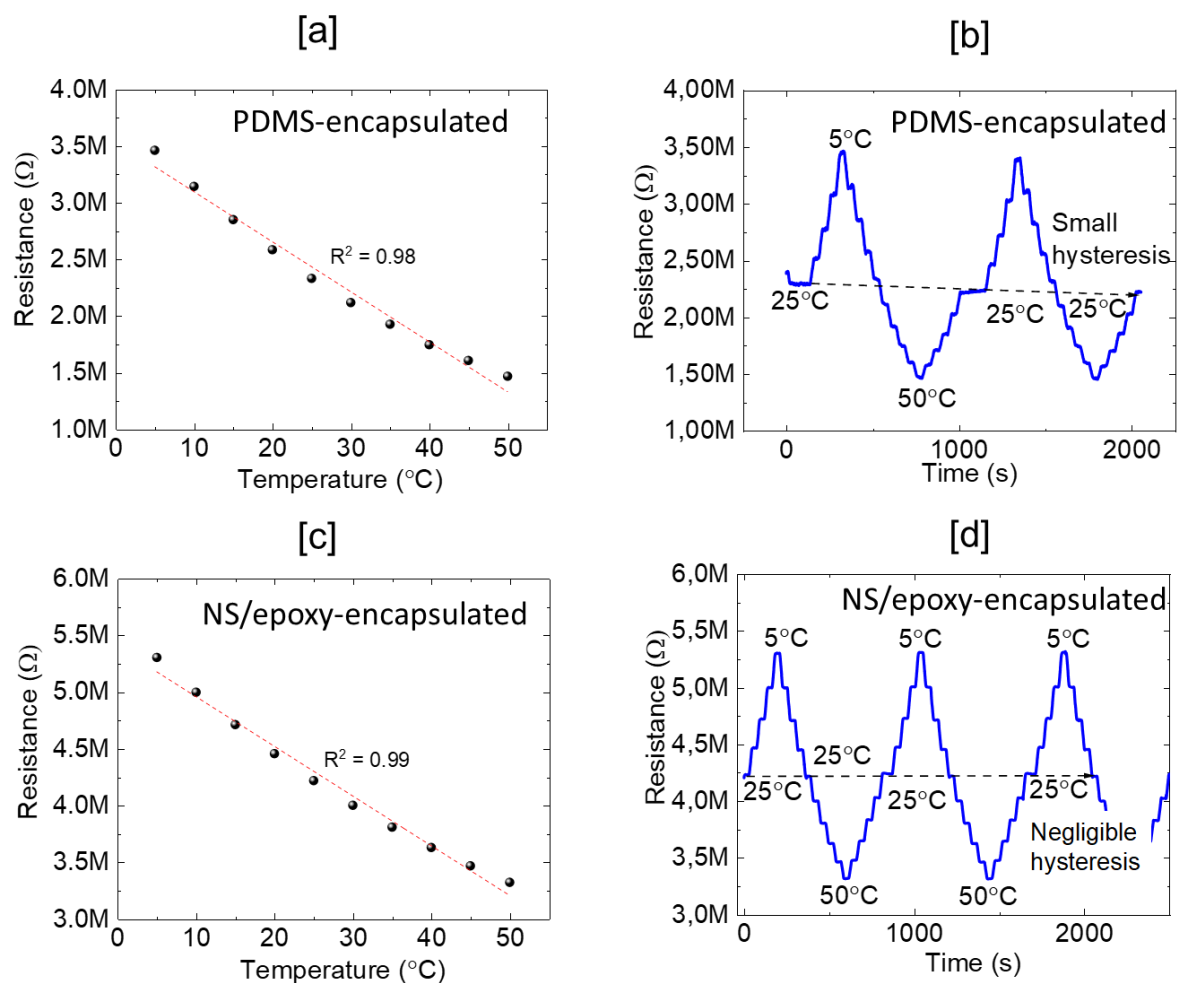 [a]
PDMS-encapsulated
R² = 0.98
4.0M
3.5M
3.0M
2.5M
2.0M
1.5M
1.0M
0 10 20 30 40 50
Resistance (Ω)
Temperature (°C)
[b]
PDMS-encapsulated
5°C
Small
hysteresis
25°C
25°C
25°C
50°C
4,00M
3,50M
3,00M
2,50M
2,00M
1,50M
1,00M
0 1000 2000
Resistance (Ω)
Time (s)
[c]
NS/epoxy-encapsulated
R² = 0.99
6.0M
5.5M
5.0M
4.5M
4.0M
3.5M
3.0M
0 10 20 30 40 50
Resistance (Ω)
Temperature (°C)
[d]
NS/epoxy-encapsulated
5°C 5°C 5°C
25°C
25°C 25°C 25°C
Negligible
hysteresis
50°C 50°C
6,0M
5,5M
5,0M
4,5M
4,0M
3,5M
3,0M
0 1000 2000
Resistance (Ω)
Time (s)